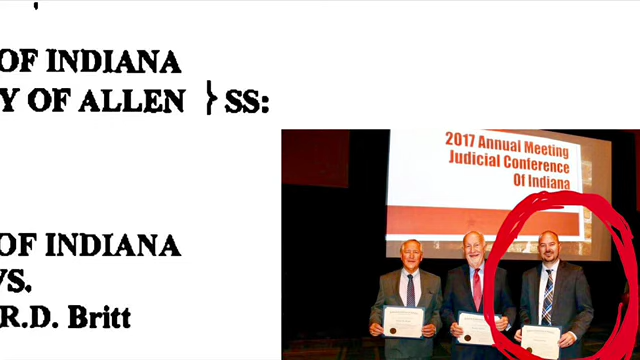 OF INDIANA
Y OF ALLEN } SS:
2017 Annual Meeting
Judicial Conference
Of Indiana
OF INDIANA
VS.
R.D. Britt